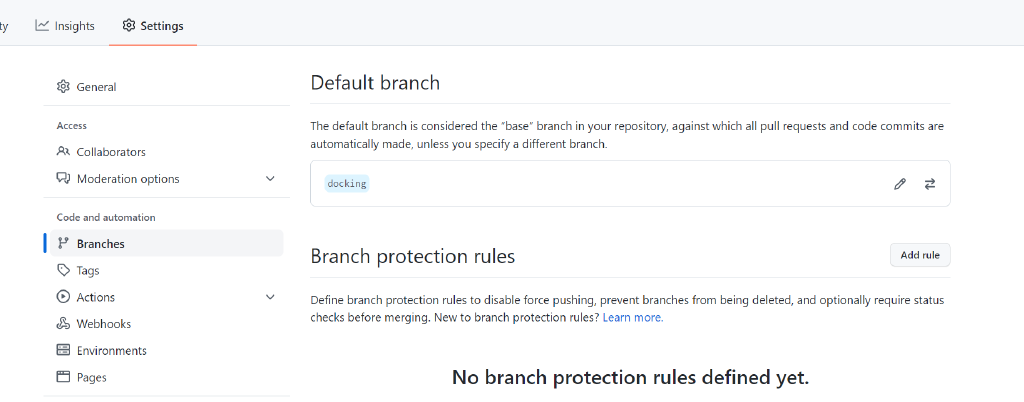 ty Insights Settings
General
Access
Collaborators
Moderation options
Code and automation
Branches
Tags
Actions
Webhooks
Environments
Pages
Default branch
The default branch is considered the “base” branch in your repository, against which all pull requests and code commits are
automatically made, unless you specify a different branch.
docking
Branch protection rules
Add rule
Define branch protection rules to disable force pushing, prevent branches from being deleted, and optionally require status
checks before merging. New to branch protection rules? Learn more.
No branch protection rules defined yet.